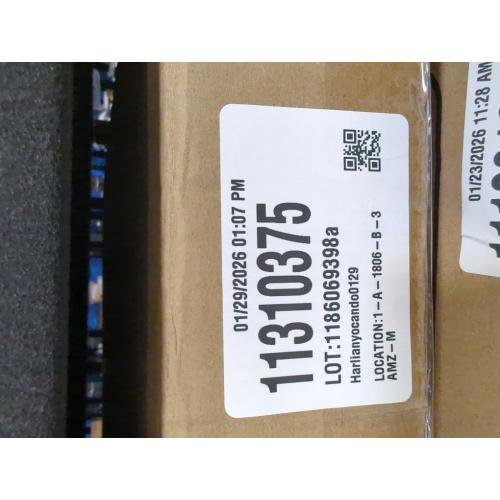 01/29/2026 01:07 PM
11310375
LOT:1186069398a
Harlianyocando0129
LOCATION:1-A-1806-B-3
AMZ-M
01/23/2026 11:28 AM